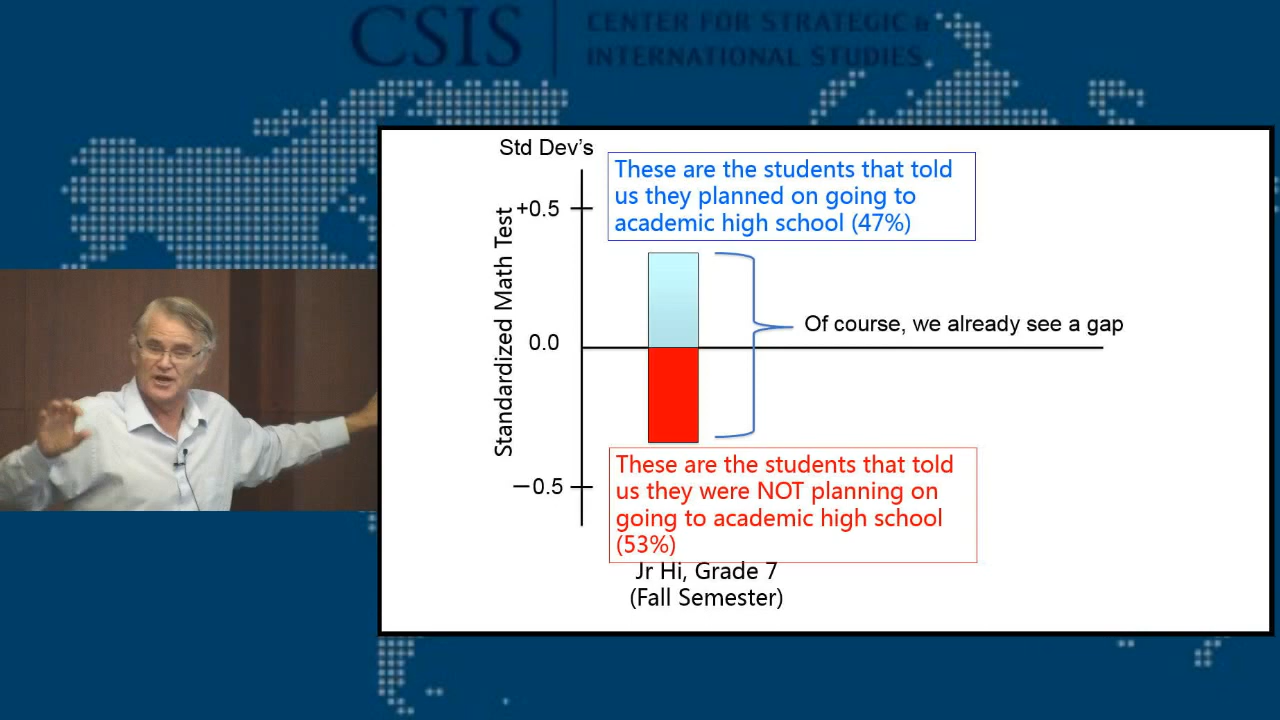 CSIS
CENTER FOR STRATEGIC &
INTERNATIONAL STUDIES
Std Dev's
+0.5
0.0
—0.5
Standardized Math Test
These are the students that told
us they planned on going to
academic high school (47%)
Of course, we already see a gap
These are the students that told
us they were NOT planning on
going to academic high school
(53%)
Jr Hi, Grade 7
(Fall Semester)